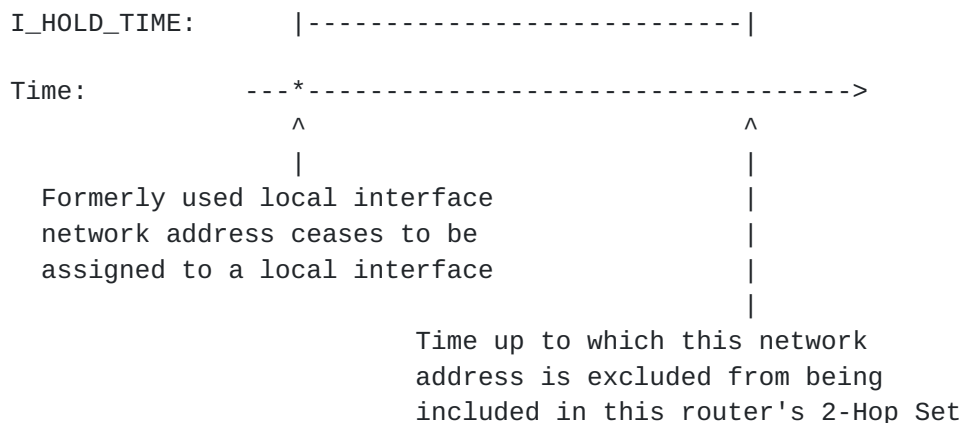 I_HOLD_TIME:      |----------------------------|
Time:          ---*----------------------------------->
                  ^                            ^
                  |                            |
  Formerly used local interface                |
  network address ceases to be                 |
  assigned to a local interface                |
                                               |
                          Time up to which this network
                          address is excluded from being
                          included in this router's 2-Hop Set